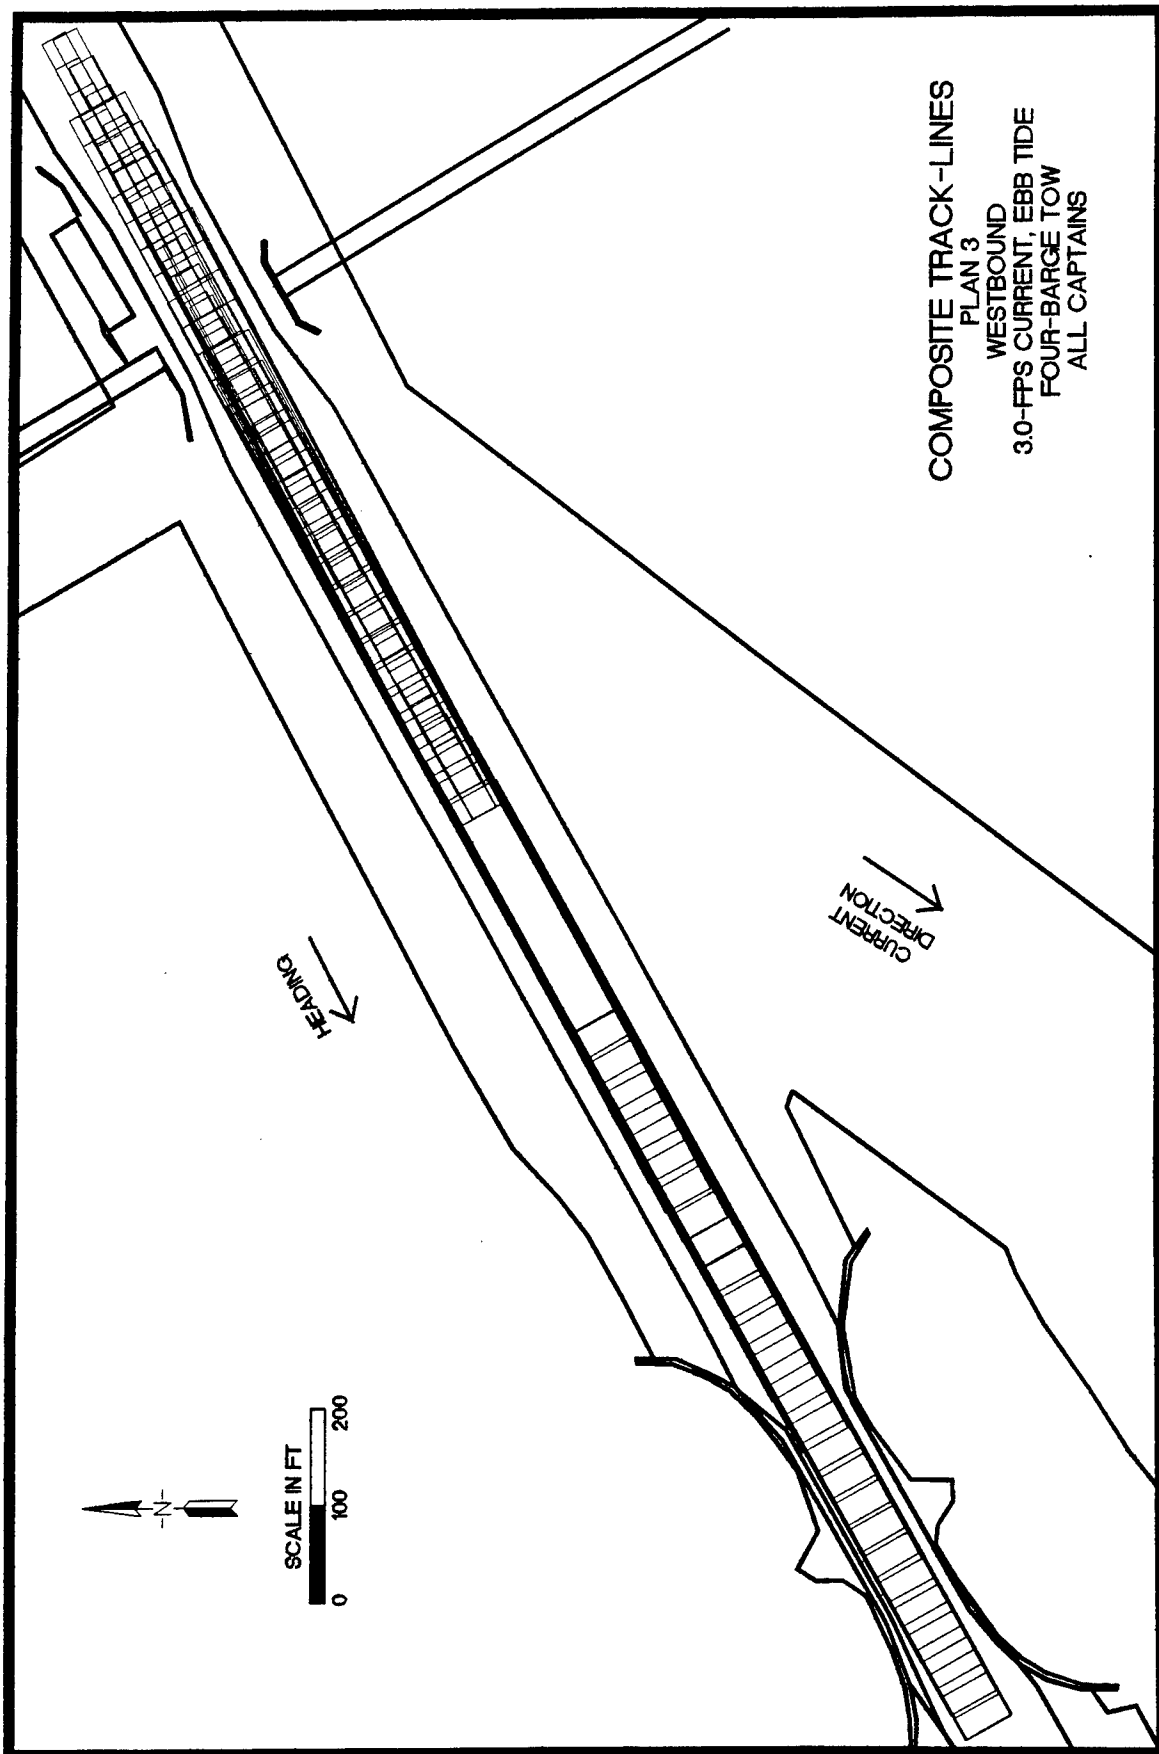 COMPOSITE TRACK-LINES
PLAN 3
WESTBOUND
3.0-FPS CURRENT, EBB TIDE
FOUR-BARGE TOW
ALL CAPTAINS
HEADING
CURRENT
DIRECTION
SCALE IN FT
0 100 200
-N-